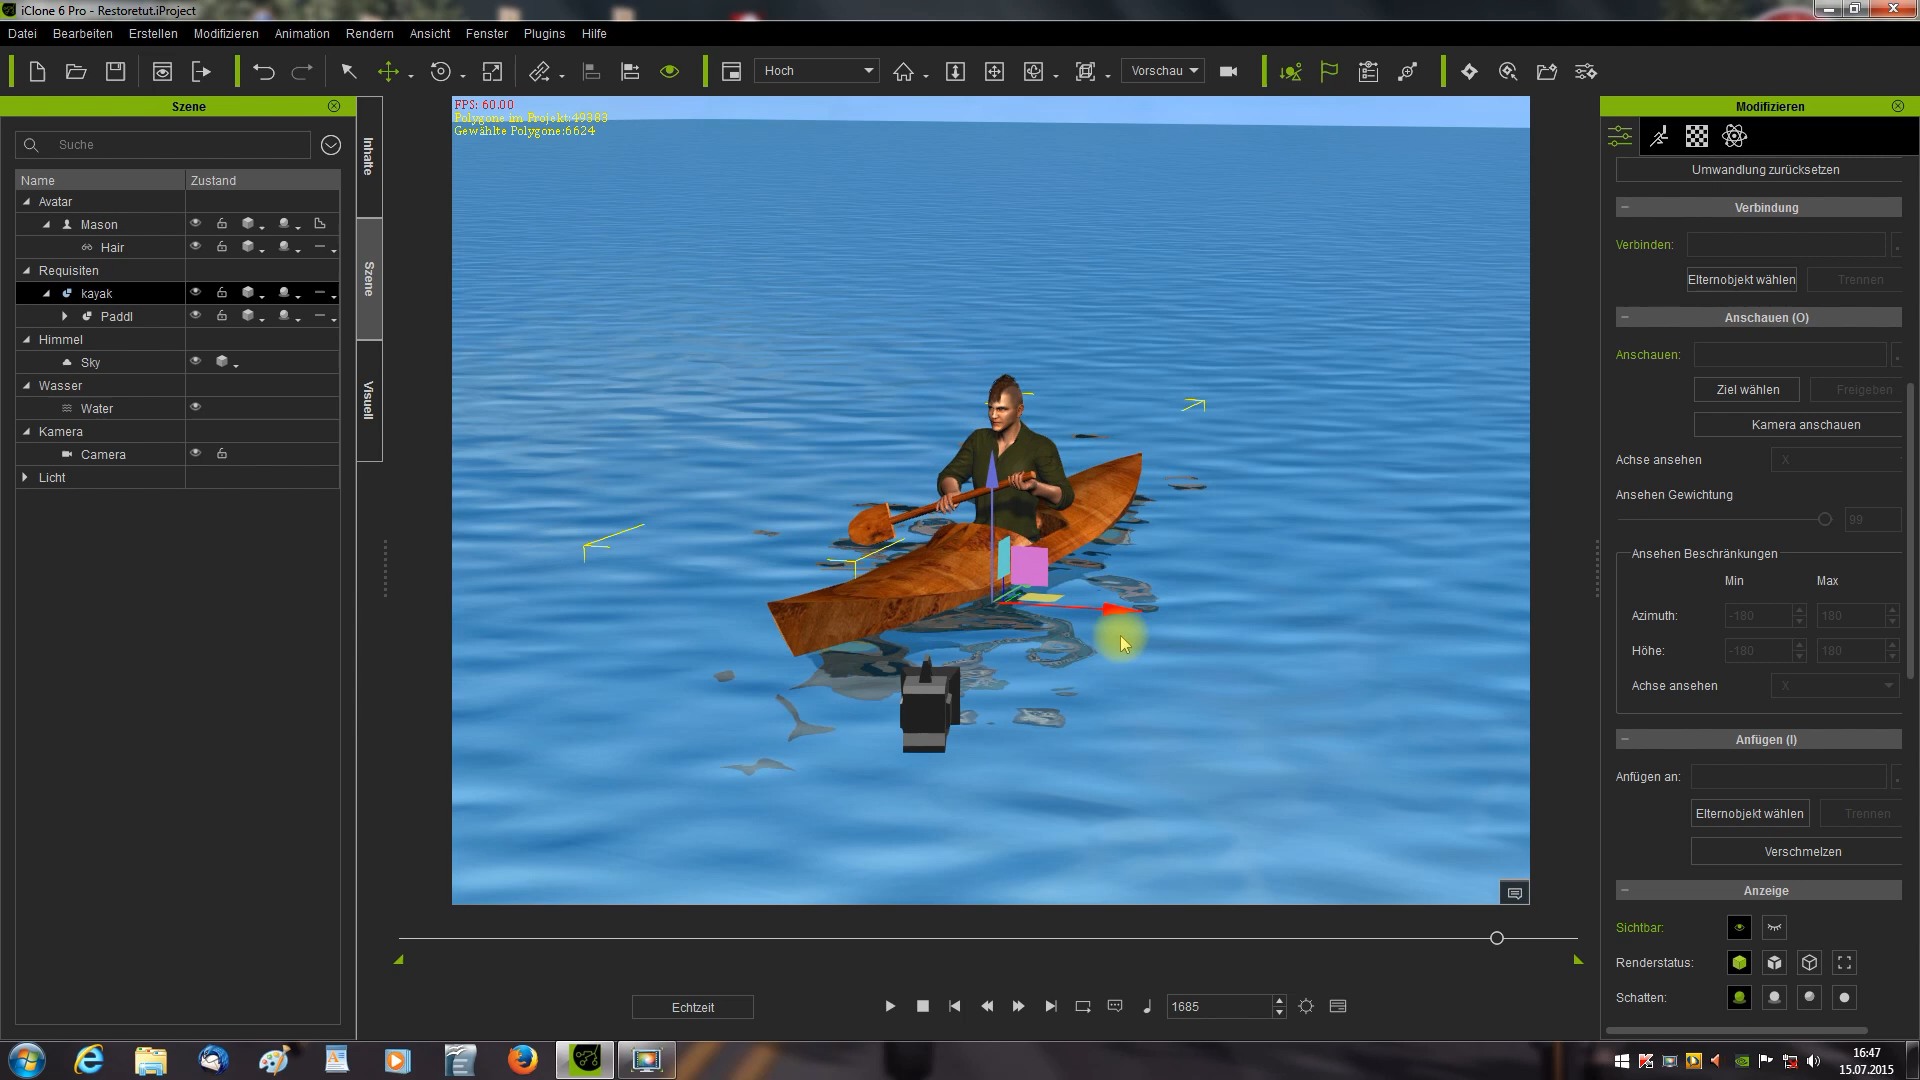 iClone 6 Pro - Restoretut.iProject
Datei Bearbeiten Erstellen Modifizieren Animation Rendern Ansicht Fenster Plugins Hilfe
Hoch Vorschau
Szene
Suche
Name Zustand
Avatar
Mason
Hair
Requisiten
kayak
Paddl
Himmel
Sky
Wasser
Water
Kamera
Camera
Licht
Inhalte
Szene
Visuell
FPS: 60.00
Polygone im Projekt:49383
Gewählte Polygone:6624
Echtzeit
1685
Modifizieren
Umwandlung zurücksetzen
Verbindung
Verbinden:
Elternobjekt wählen Trennen
Anschauen (O)
Anschauen:
Ziel wählen Freigeben
Kamera anschauen
Achse ansehen X
Ansehen Gewichtung
99
Ansehen Beschränkungen
Min Max
Azimuth: -180 180
Höhe: -180 180
Achse ansehen X
Anfügen (I)
Anfügen an:
Elternobjekt wählen Trennen
Verschmelzen
Anzeige
Sichtbar:
Renderstatus:
Schatten:
16:47
15.07.2015